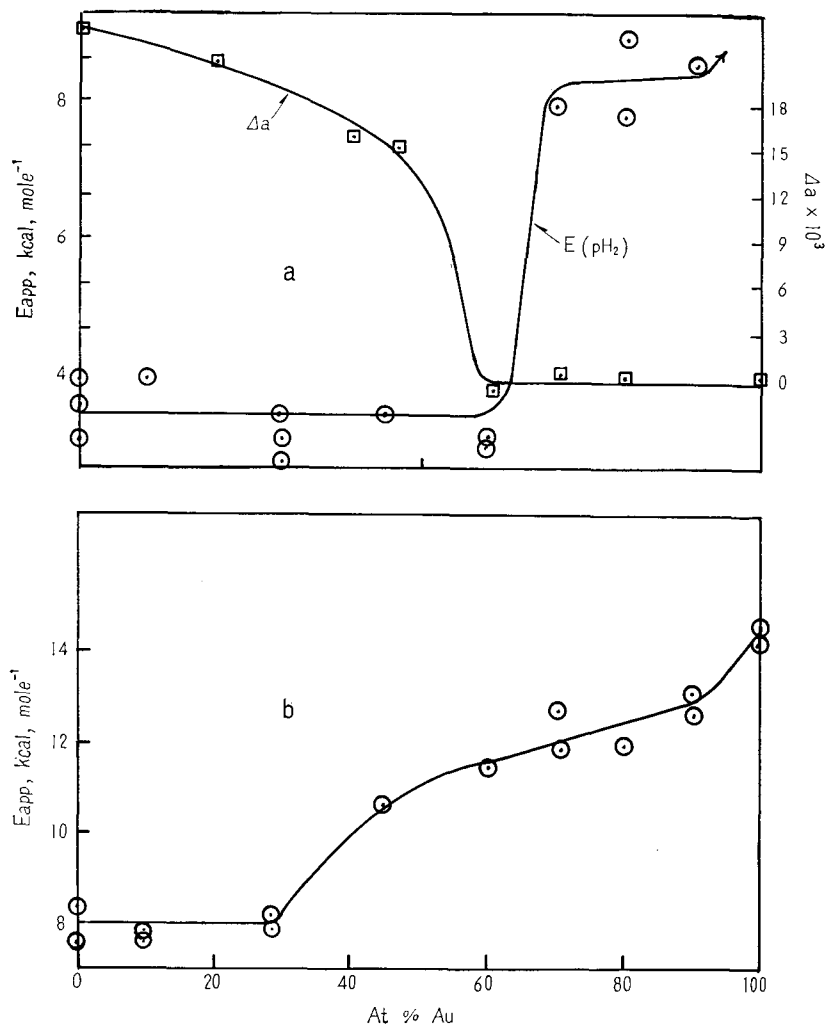 8
6
4
Eapp, kcal, mole⁻¹
Δa
a
E (pH₂)
18
15
12
9
6
3
0
Δa x 10³
14
12
10
8
Eapp, kcal, mole⁻¹
b
0 20 40 60 80 100
At % Au